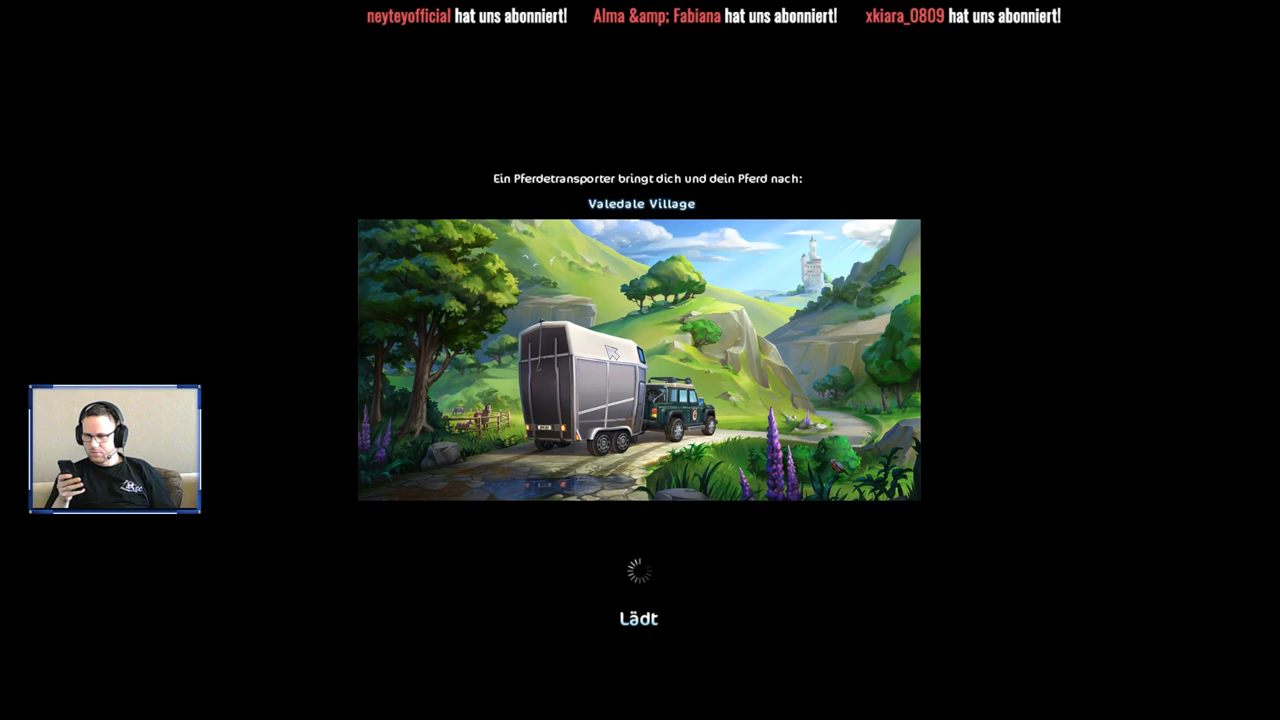 neyteyofficial hat uns abonniert! Alma &amp; Fabiana hat uns abonniert! xkiara_0809 hat uns abonniert!
Ein Pferdetransporter bringt dich und dein Pferd nach:
Valedale Village
Lädt